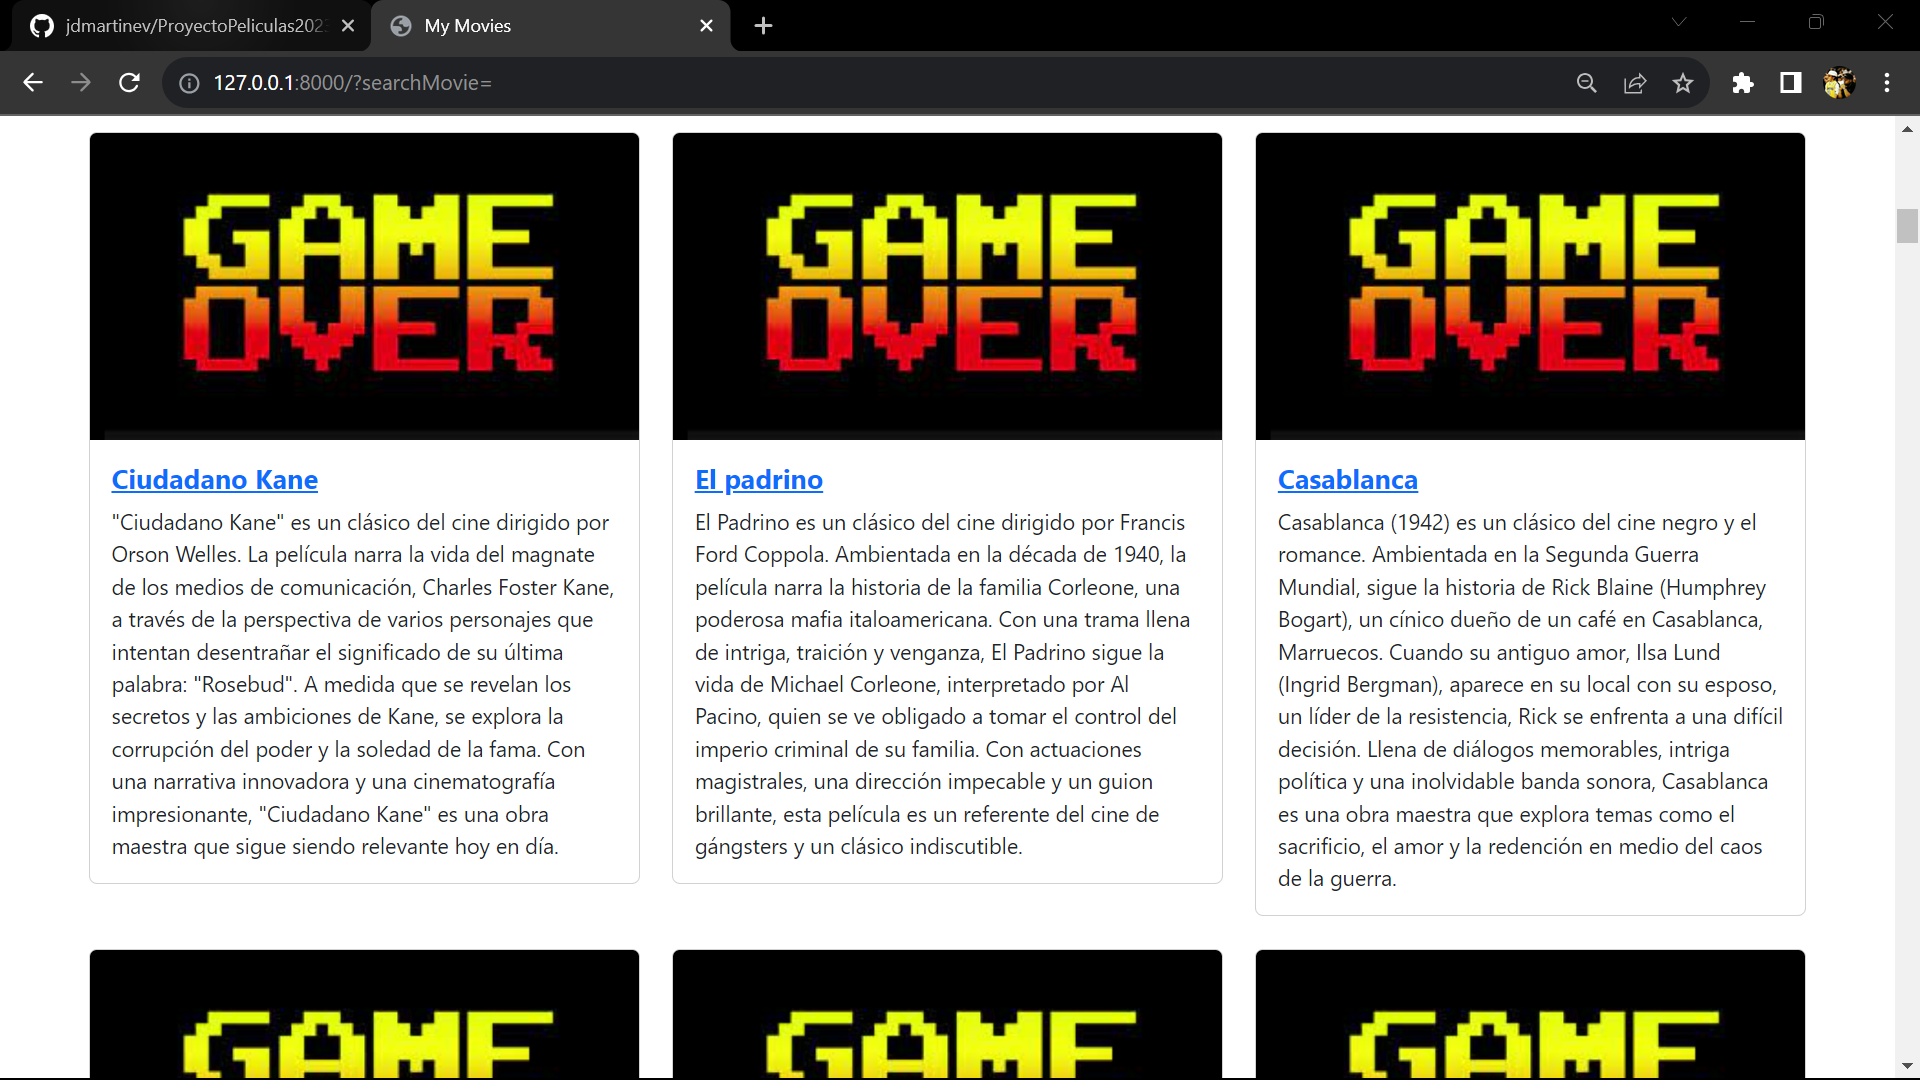 jdmartinev/ProyectoPeliculas202
My Movies
127.0.0.1:8000/?searchMovie=
GAME
OVER
GAME
OVER
GAME
OVER
Ciudadano Kane
"Ciudadano Kane" es un clásico del cine dirigido por
Orson Welles. La película narra la vida del magnate
de los medios de comunicación, Charles Foster Kane,
a través de la perspectiva de varios personajes que
intentan desentrañar el significado de su última
palabra: "Rosebud". A medida que se revelan los
secretos y las ambiciones de Kane, se explora la
corrupción del poder y la soledad de la fama. Con
una narrativa innovadora y una cinematografía
impresionante, "Ciudadano Kane" es una obra
maestra que sigue siendo relevante hoy en día.
El padrino
El Padrino es un clásico del cine dirigido por Francis
Ford Coppola. Ambientada en la década de 1940, la
película narra la historia de la familia Corleone, una
poderosa mafia italoamericana. Con una trama llena
de intriga, traición y venganza, El Padrino sigue la
vida de Michael Corleone, interpretado por Al
Pacino, quien se ve obligado a tomar el control del
imperio criminal de su familia. Con actuaciones
magistrales, una dirección impecable y un guion
brillante, esta película es un referente del cine de
gángsters y un clásico indiscutible.
Casablanca
Casablanca (1942) es un clásico del cine negro y el
romance. Ambientada en la Segunda Guerra
Mundial, sigue la historia de Rick Blaine (Humphrey
Bogart), un cínico dueño de un café en Casablanca,
Marruecos. Cuando su antiguo amor, Ilsa Lund
(Ingrid Bergman), aparece en su local con su esposo,
un líder de la resistencia, Rick se enfrenta a una difícil
decisión. Llena de diálogos memorables, intriga
política y una inolvidable banda sonora, Casablanca
es una obra maestra que explora temas como el
sacrificio, el amor y la redención en medio del caos
de la guerra.
GAME
GAME
GAME